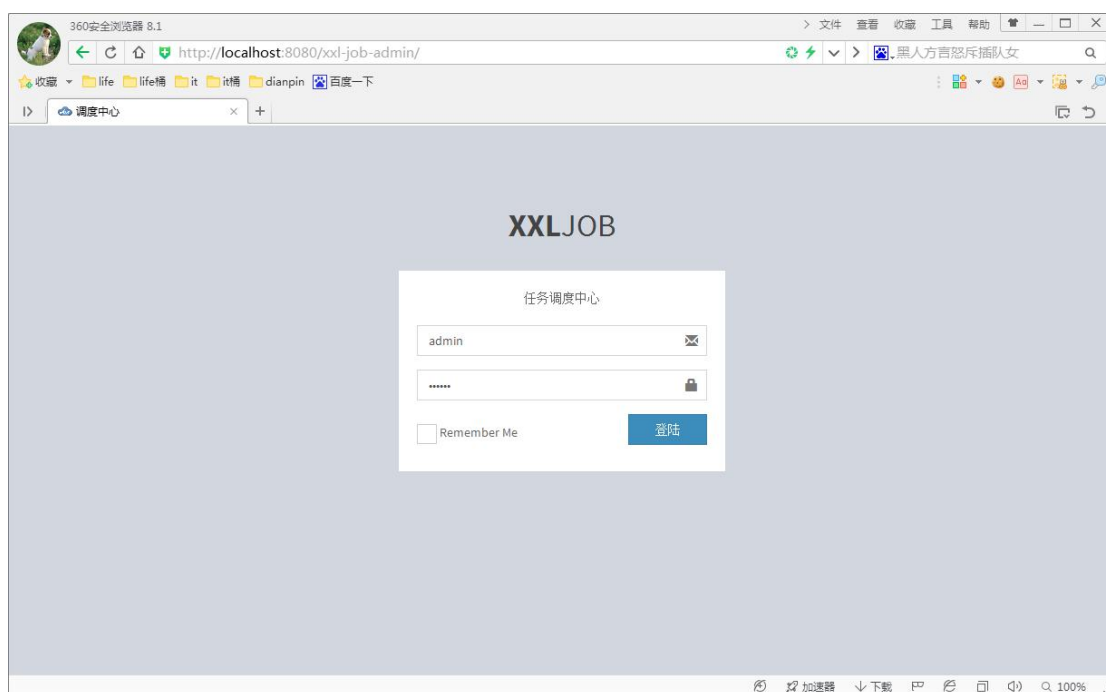 360安全浏览器 8.1
文件 查看 收藏 工具 帮助
http://localhost:8080/xxl-job-admin/
黑人方言怒斥插队女
收藏 life life桶 it it桶 dianpin 百度一下
调度中心
XXLJOB
任务调度中心
admin
••••••
Remember Me
登陆
加速器 下载 100%